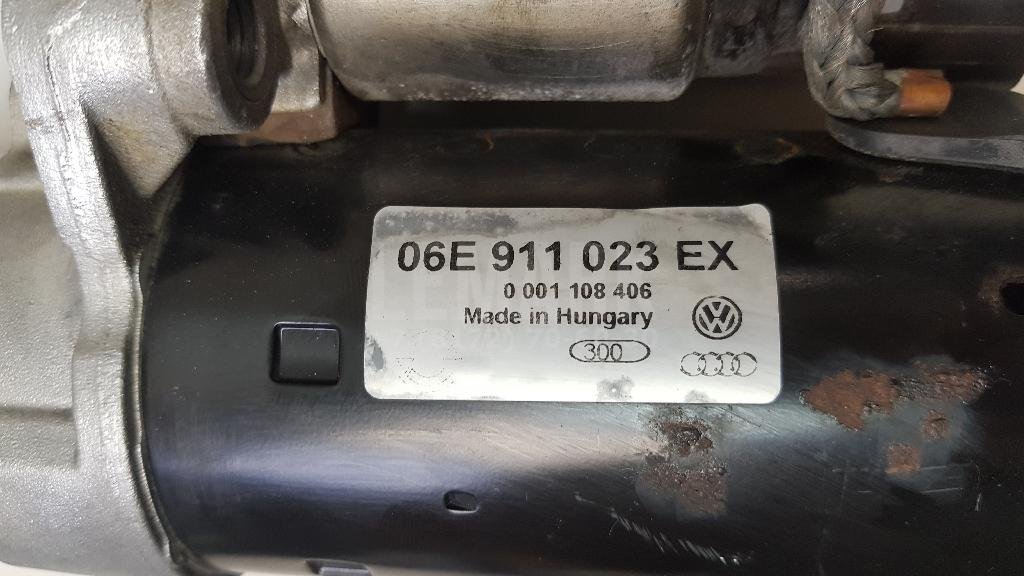 06E 911 023 EX
0 001 108 406
Made in Hungary
300